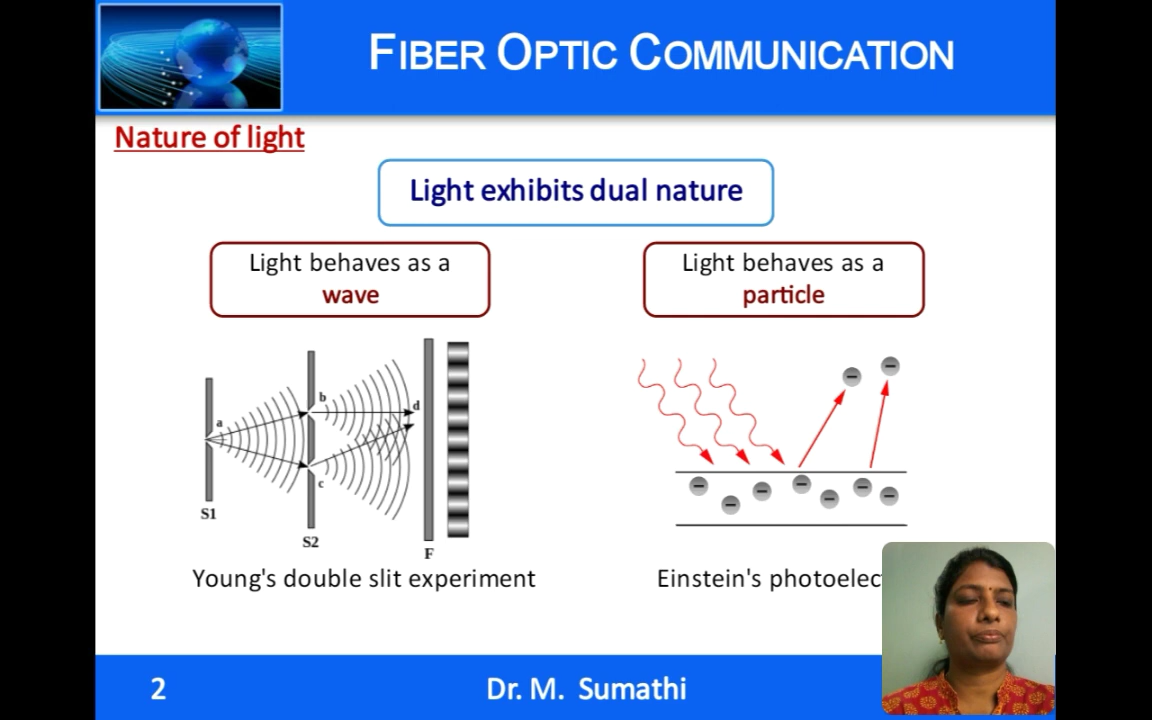 FIBER OPTIC COMMUNICATION
Nature of light
Light exhibits dual nature
Light behaves as a
wave
Light behaves as a
particle
a
b
c
d
S1
S2
F
Young's double slit experiment
Einstein's
2
Dr. M. Sumathi